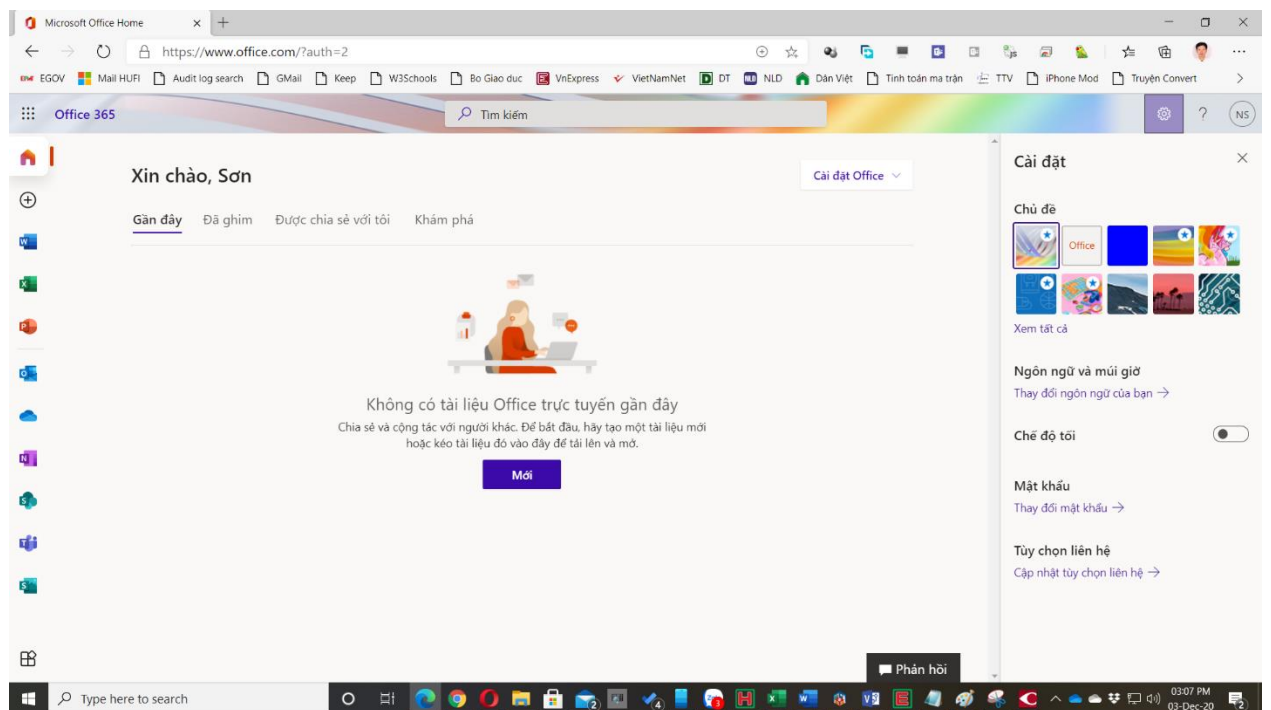 Microsoft Office Home
https://www.office.com/?auth=2
EGOV Mail HUFI Audit log search GMail Keep W3Schools Bo Giao duc VnExpress VietNamNet DT NLD Dân Việt Tính toán ma trận TTV iPhone Mod Truyện Convert
Office 365
Tìm kiếm
NS
Xin chào, Sơn
Cài đặt Office
Gần đây Đã ghim Được chia sẻ với tôi Khám phá
Không có tài liệu Office trực tuyến gần đây
Chia sẻ và cộng tác với người khác. Để bắt đầu, hãy tạo một tài liệu mới
hoặc kéo tài liệu đó vào đây để tải lên và mở.
Mới
Cài đặt
Chủ đề
Office
Xem tất cả
Ngôn ngữ và múi giờ
Thay đổi ngôn ngữ của bạn →
Chế độ tối
Mật khẩu
Thay đổi mật khẩu →
Tùy chọn liên hệ
Cập nhật tùy chọn liên hệ →
Phản hồi
Type here to search
03:07 PM
03-Dec-20